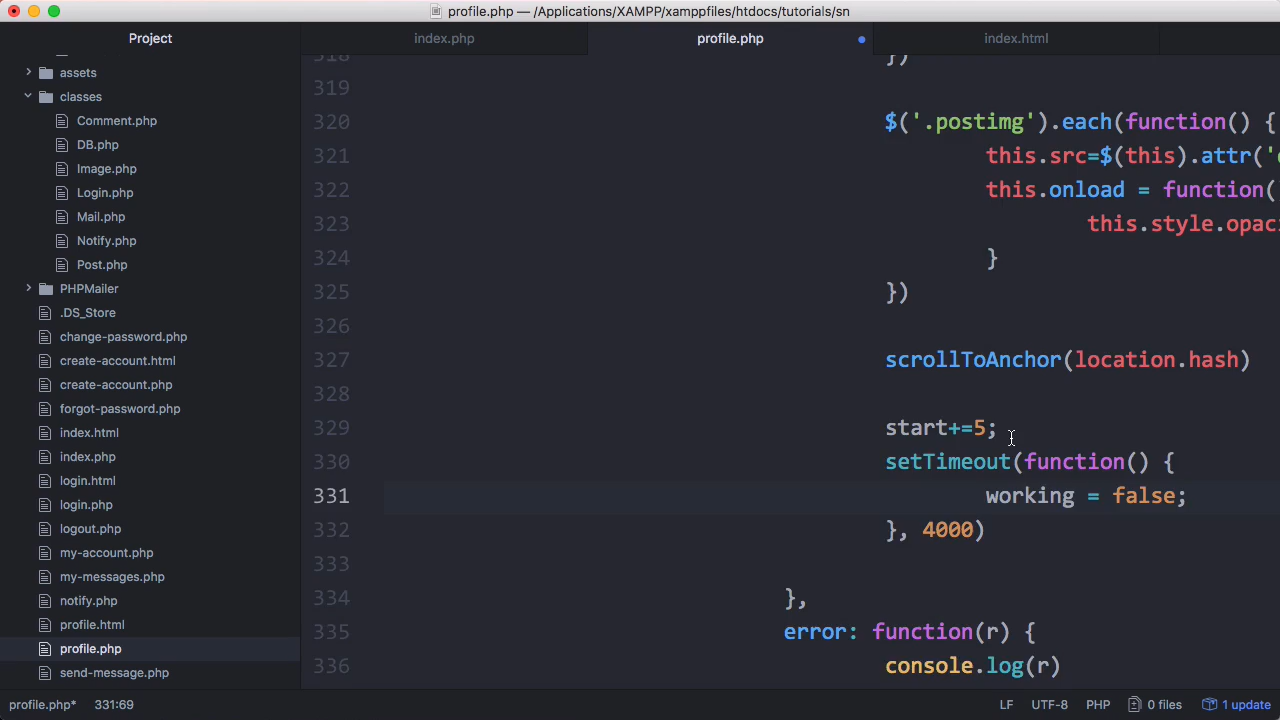 profile.php — /Applications/XAMPP/xamppfiles/htdocs/tutorials/sn
Project
index.php
profile.php
index.html
assets
classes
Comment.php
DB.php
Image.php
Login.php
Mail.php
Notify.php
Post.php
PHPMailer
.DS_Store
change-password.php
create-account.html
create-account.php
forgot-password.php
index.html
index.php
login.html
login.php
logout.php
my-account.php
my-messages.php
notify.php
profile.html
profile.php
send-message.php
318 })
319
320 $('.postimg').each(function() {
321 this.src=$(this).attr('
322 this.onload = function(
323 this.style.opac
324 }
325 })
326
327 scrollToAnchor(location.hash)
328
329 start+=5;
330 setTimeout(function() {
331 working = false;
332 }, 4000)
333
334 },
335 error: function(r) {
336 console.log(r)
profile.php* 331:69 LF UTF-8 PHP 0 files 1 update